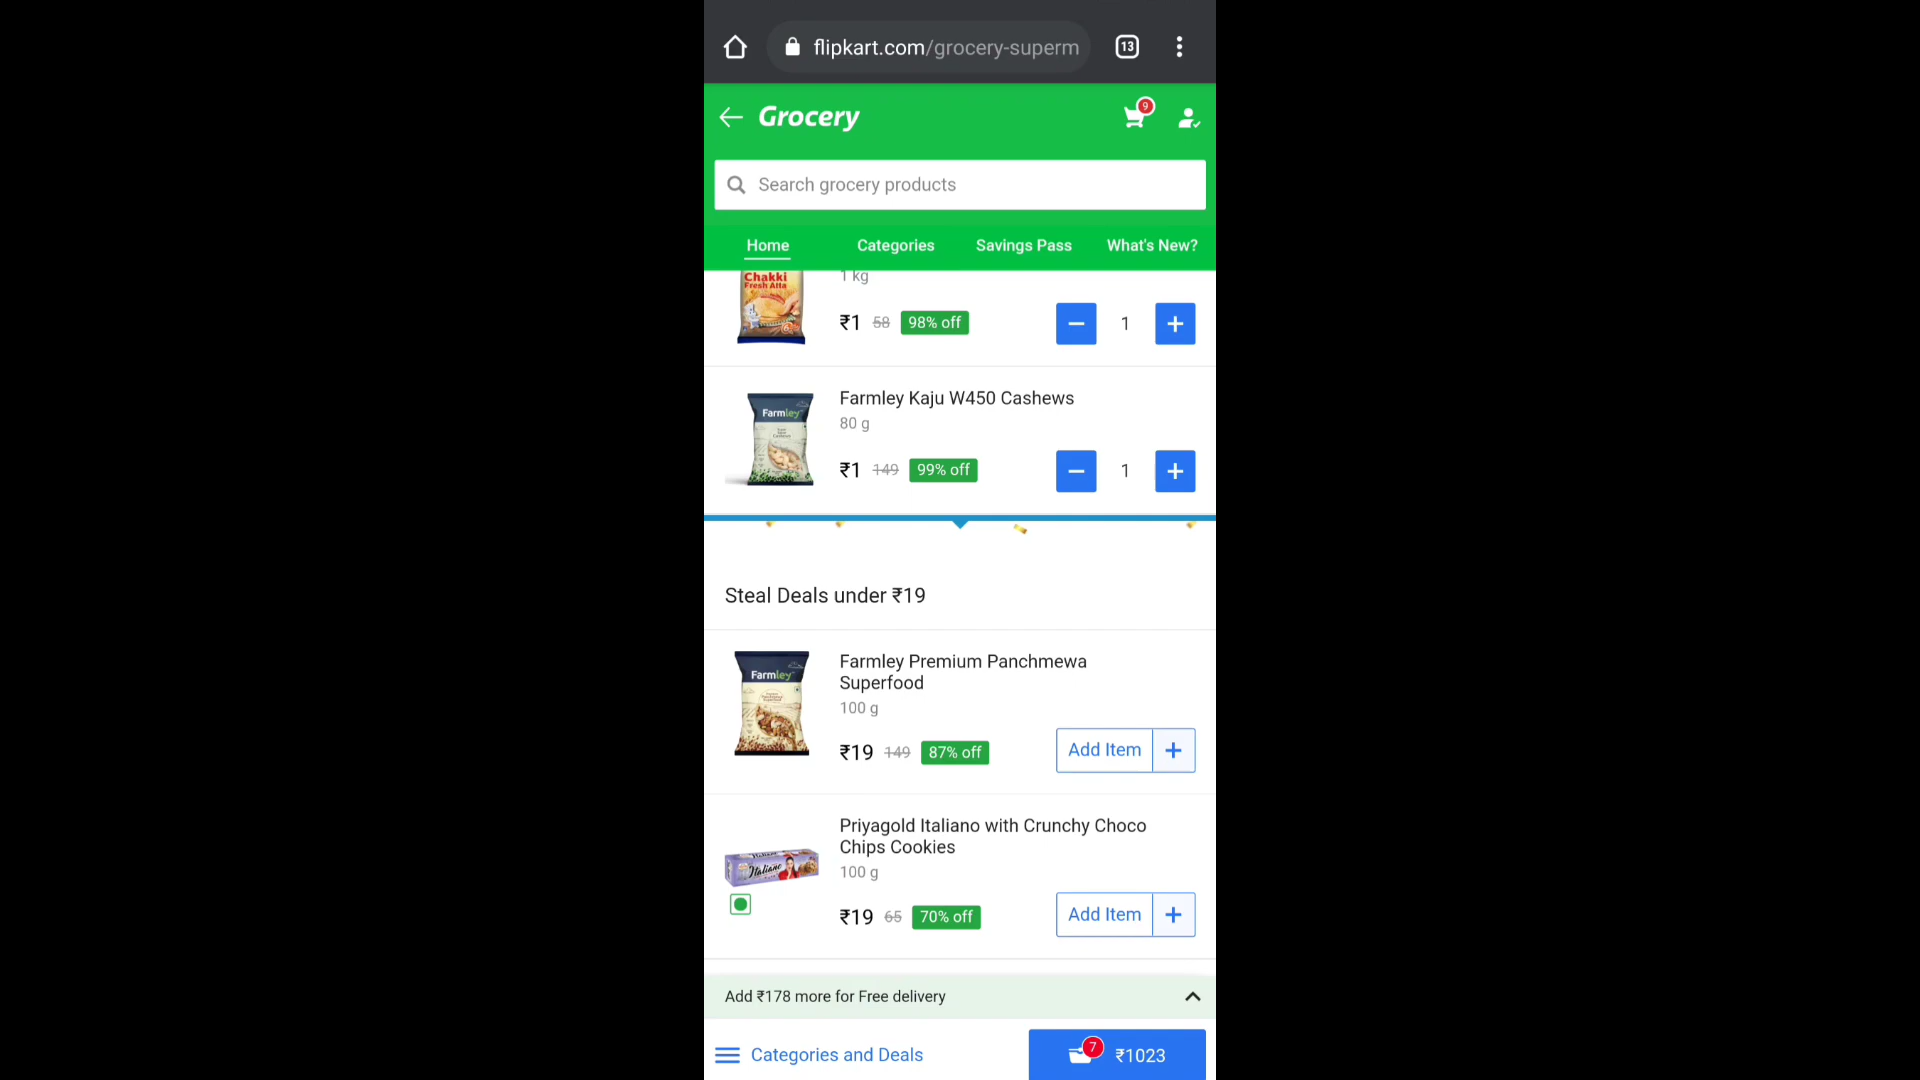 flipkart.com/grocery-superm
13
Grocery
9
Search grocery products
Home
Categories
Savings Pass
What's New?
Chakki
Fresh Atta
1 kg
₹1 58 98% off
1
Farmley Kaju W450 Cashews
Farmley
80 g
₹1 149 99% off
1
Steal Deals under ₹19
Farmley Premium Panchmewa
Superfood
Farmley
100 g
₹19 149 87% off
Add Item +
Priyagold Italiano with Crunchy Choco
Chips Cookies
Italiano
100 g
₹19 65 70% off
Add Item +
Add ₹178 more for Free delivery
Categories and Deals
7
₹1023